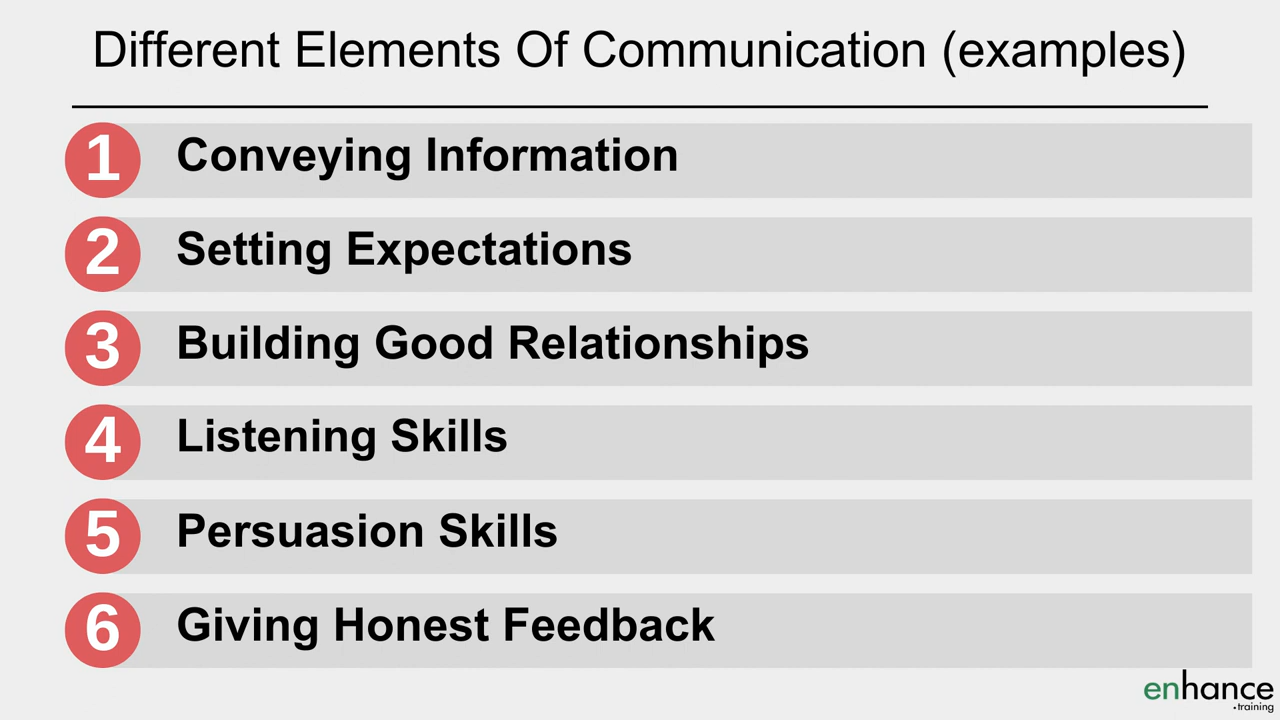 Different Elements Of Communication (examples)
1 Conveying Information
2 Setting Expectations
3 Building Good Relationships
4 Listening Skills
5 Persuasion Skills
6 Giving Honest Feedback
enhance
.training